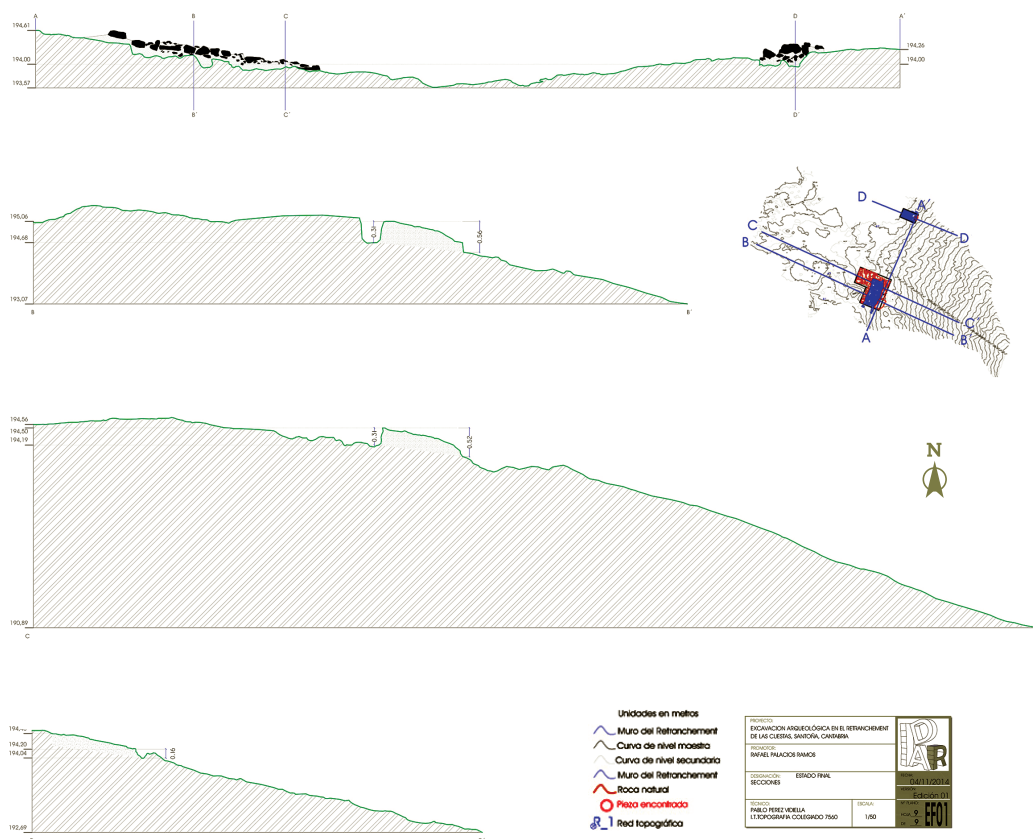 A B C D A´
194,61
194,00
193,67
194,26
194,00
B´ C´ D´
195,06
194,68
193,07
-0.31
-0.56
B B´
D A
C
B
D
C
B
A
194,56
194,50
194,19
190,89
-0.31
-0.52
C
N
194,20
194,04
192,69
0.16
Unidades en metros
Muro del Retranchement
Curva de nivel maestra
Curva de nivel secundaria
Muro del Retranchement
Roca natural
Pieza encontrada
R_1 Red topográfica
PROYECTO:
EXCAVACION ARQUEOLÓGICA EN EL RETRANCHEMENT
DE LAS CUESTAS, SANTOÑA, CANTABRIA
PROMOTOR:
RAFAEL PALACIOS RAMOS
DESIGNACIÓN: ESTADO FINAL
SECCIONES
TÉCNICO:
PABLO PEREZ VIDIELLA
I.T.TOPOGRAFIA COLEGIADO 7560
ESCALA:
1/50
FECHA:
04/11/2014
Edición 01
HOJA 9
DE 9
EF01